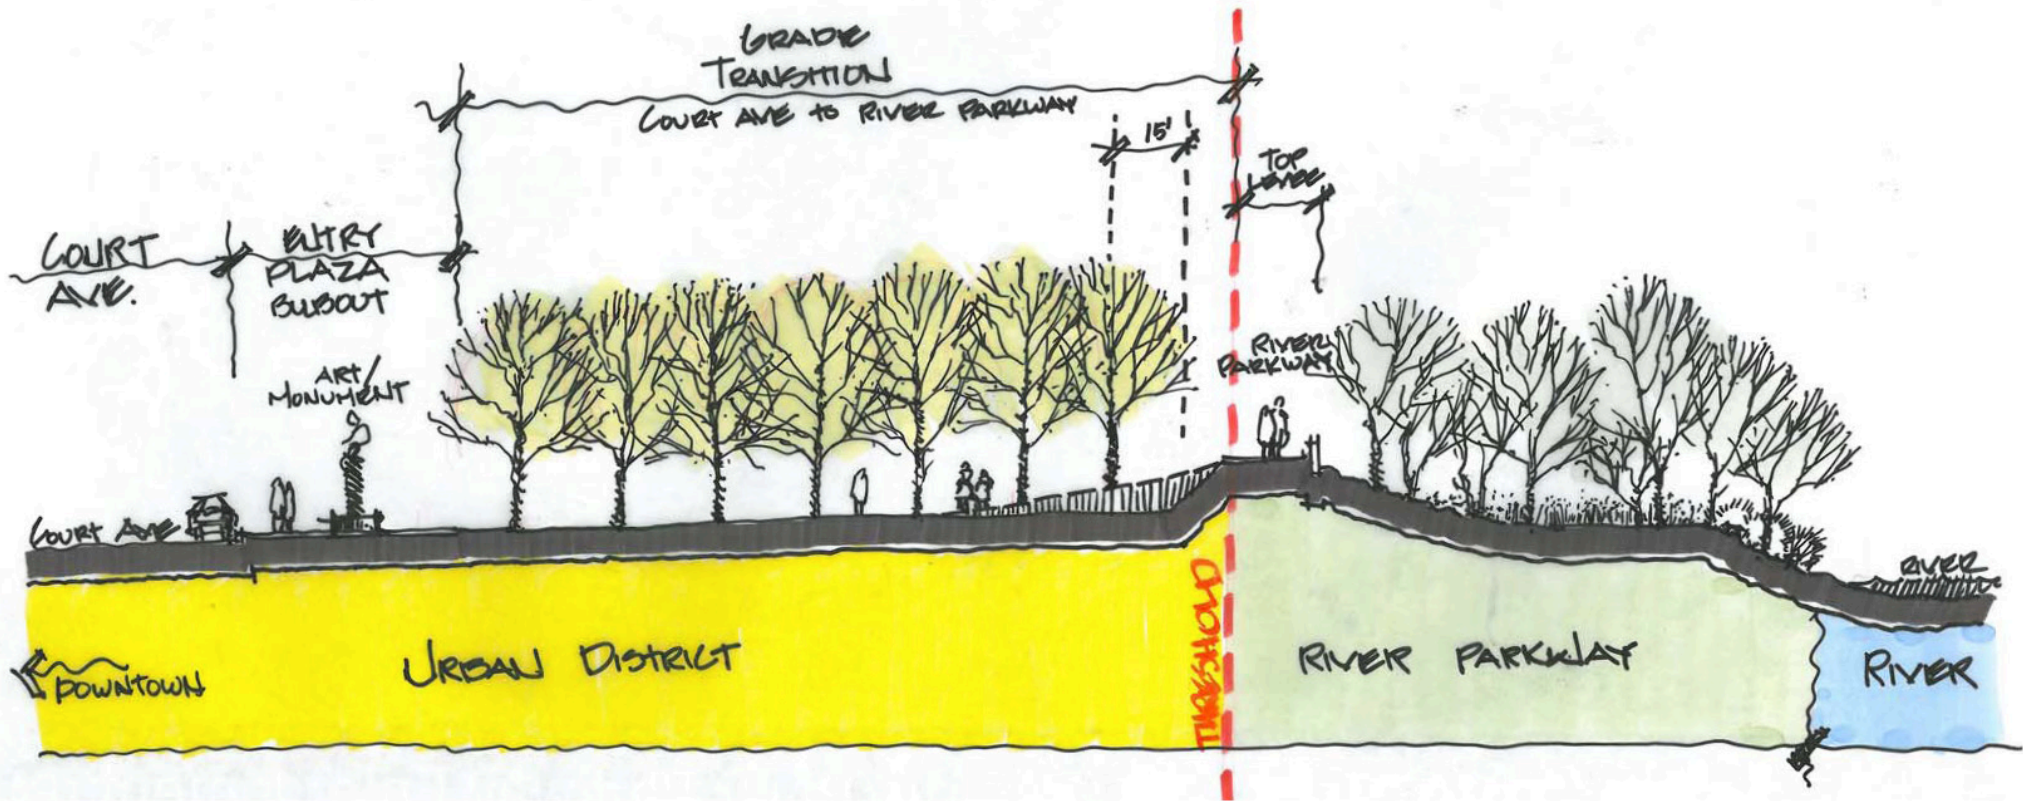 GRADE
TRANSITION
COURT AVE to RIVER PARKWAY
15'
TOP
LEVEE
COURT
AVE.
ENTRY
PLAZA
BUBOUT
ART/
MONUMENT
RIVER
PARKWAY
COURT AVE
RIVER
THRESHOLD
URBAN DISTRICT
RIVER PARKWAY
RIVER
DOWNTOWN